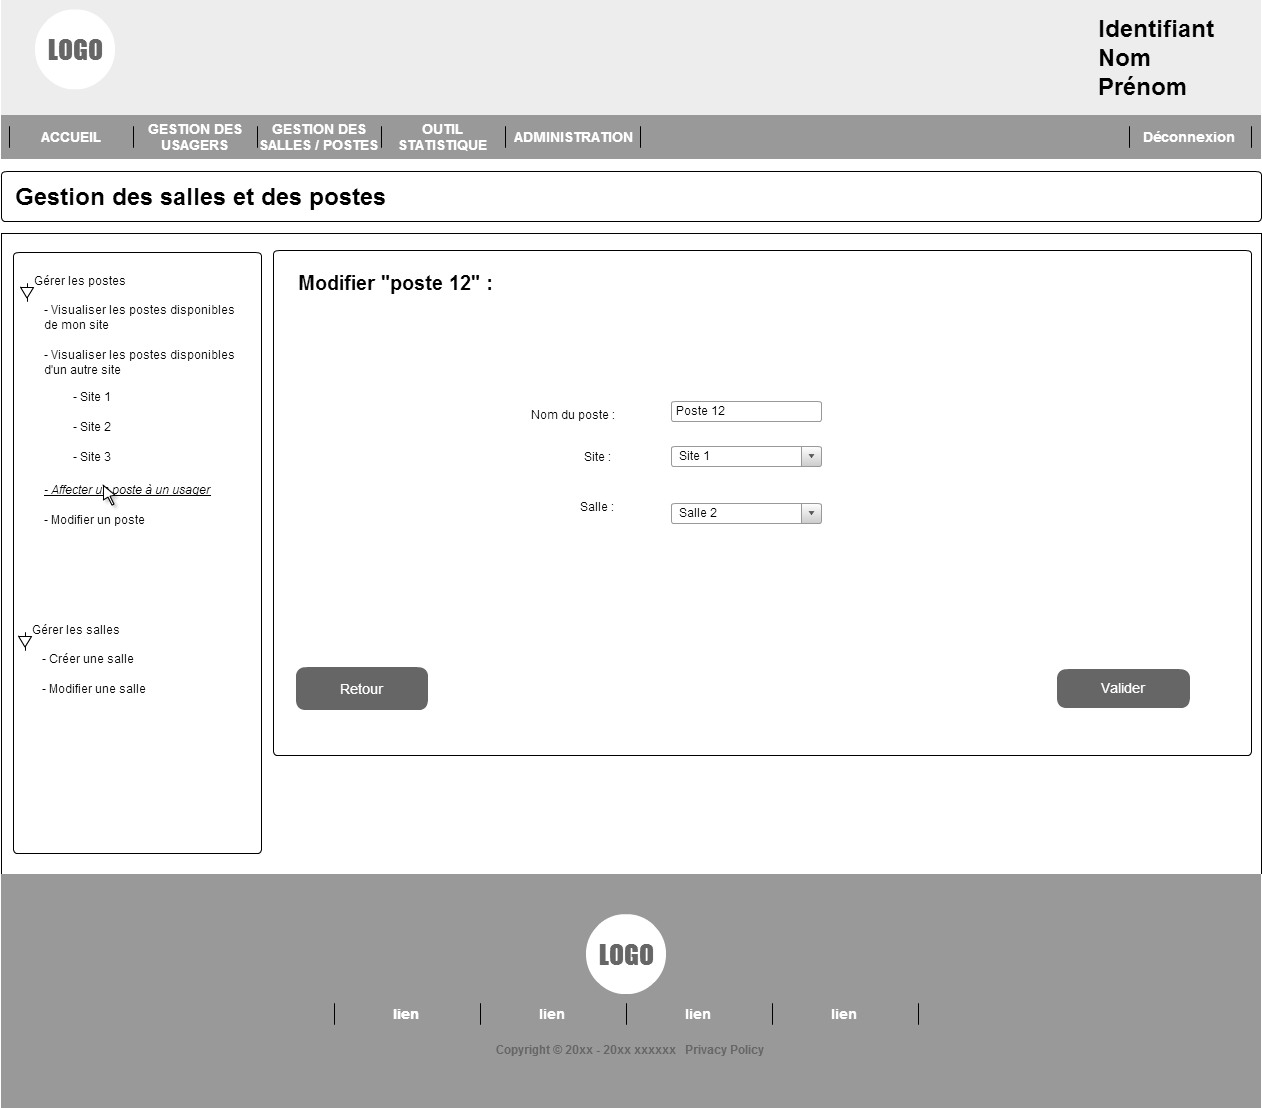 LOGO
Identifiant
Nom
Prénom
ACCUEIL
GESTION DES
USAGERS
GESTION DES
SALLES / POSTES
OUTIL
STATISTIQUE
ADMINISTRATION
Déconnexion
Gestion des salles et des postes
Gérer les postes
- Visualiser les postes disponibles
de mon site
- Visualiser les postes disponibles
d'un autre site
- Site 1
- Site 2
- Site 3
- Affecter un poste à un usager
- Modifier un poste
Gérer les salles
- Créer une salle
- Modifier une salle
Modifier "poste 12" :
Nom du poste : Poste 12
Site : Site 1
Salle : Salle 2
Retour
Valider
LOGO
lien lien lien lien
Copyright © 20xx - 20xx xxxxxx Privacy Policy